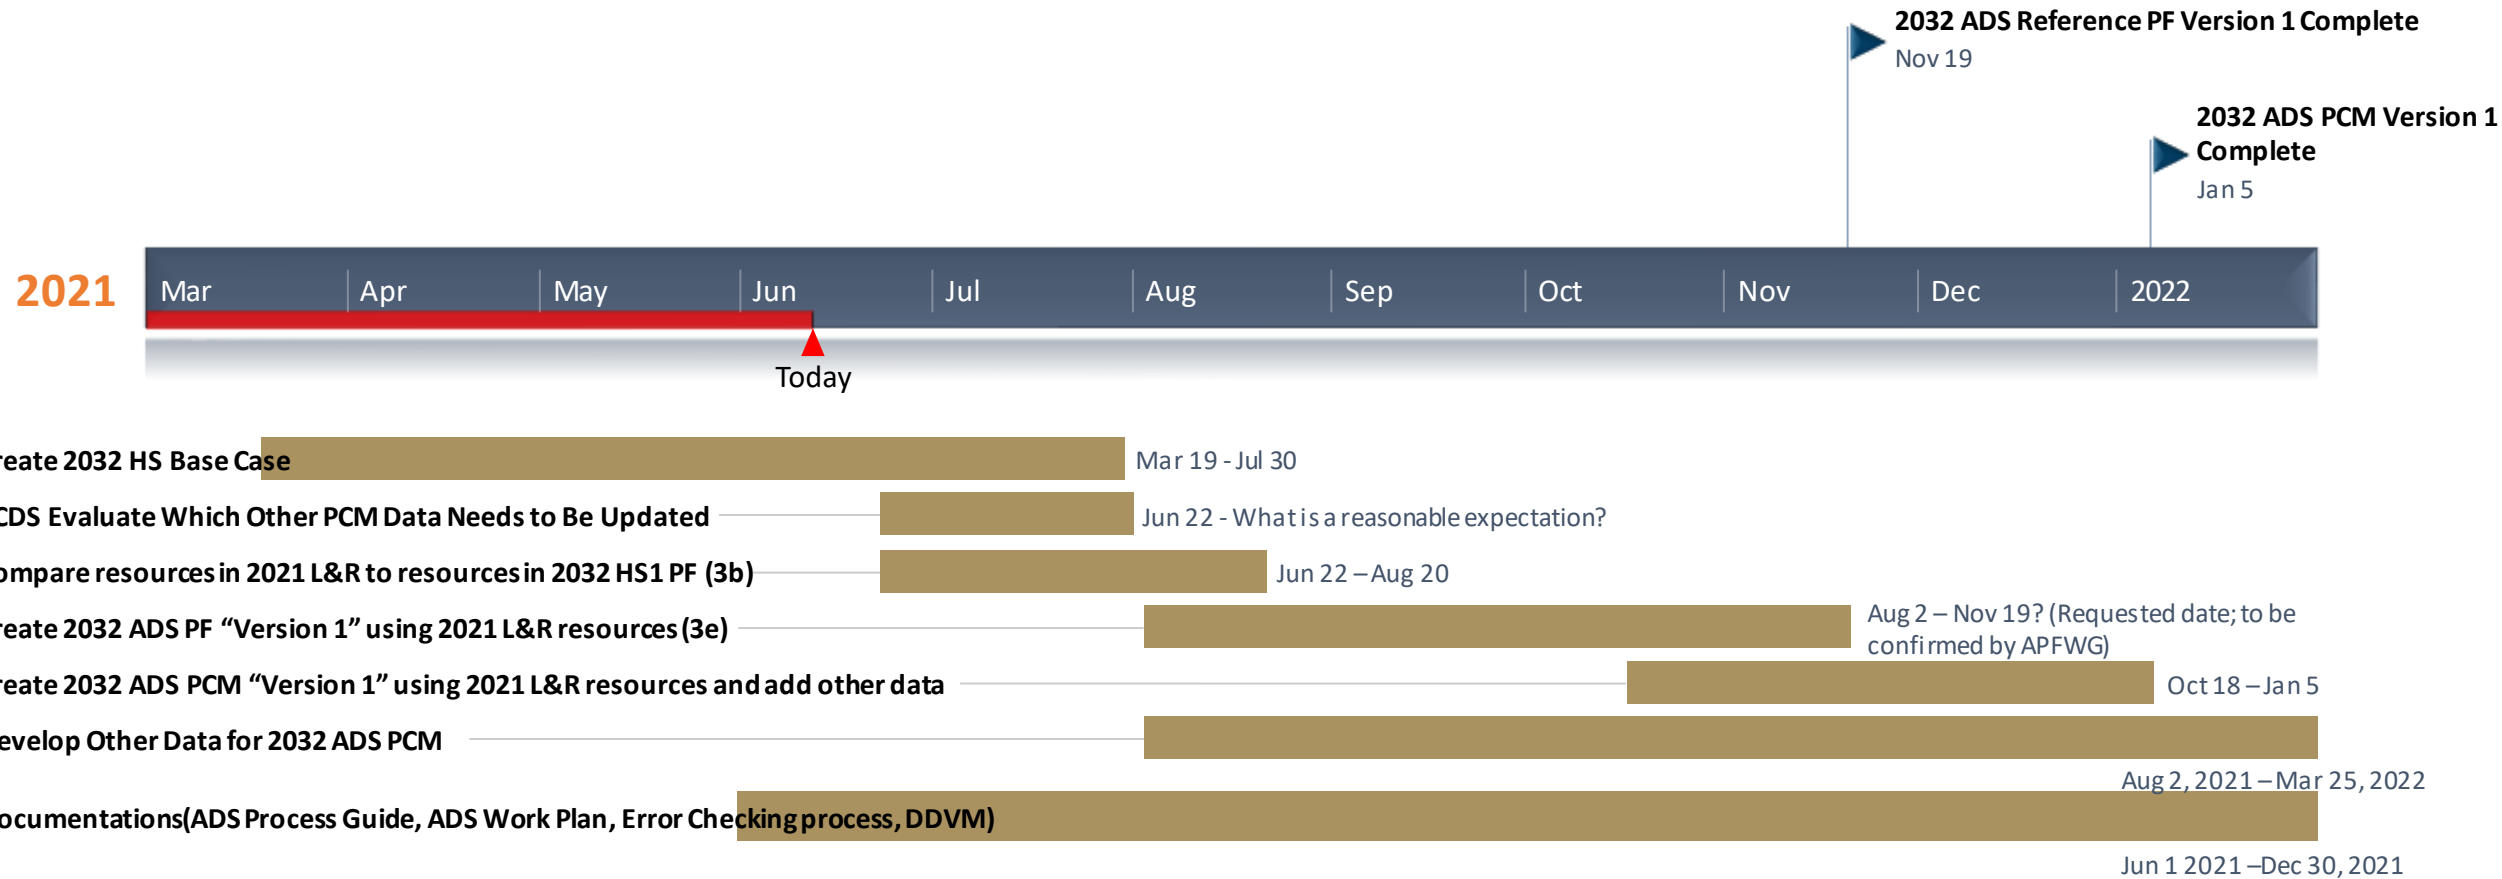 2032 ADS Reference PF Version 1 Complete
Nov 19
2032 ADS PCM Version 1
Complete
Jan 5
2021
Mar
Apr
May
Jun
Jul
Aug
Sep
Oct
Nov
Dec
2022
Today
reate 2032 HS Base Case
Mar 19 - Jul 30
CDS Evaluate Which Other PCM Data Needs to Be Updated
Jun 22 - What is a reasonable expectation?
ompare resources in 2021 L&R to resources in 2032 HS1 PF (3b)
Jun 22 – Aug 20
reate 2032 ADS PF “Version 1” using 2021 L&R resources (3e)
Aug 2 – Nov 19? (Requested date; to be
confirmed by APFWG)
reate 2032 ADS PCM “Version 1” using 2021 L&R resources and add other data
Oct 18 – Jan 5
evelop Other Data for 2032 ADS PCM
Aug 2, 2021 – Mar 25, 2022
ocumentations(ADS Process Guide, ADS Work Plan, Error Checking process, DDVM)
Jun 1 2021 –Dec 30, 2021